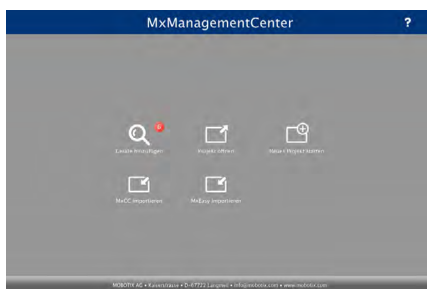 MxManagementCenter ?
Geräte hinzufügen
Projekt öffnen
Neues Projekt starten
MxCC importieren
MxEasy importieren
MOBOTIX AG • Kaiserstrasse • D-67722 Langmeil • info@mobotix.com • www.mobotix.com